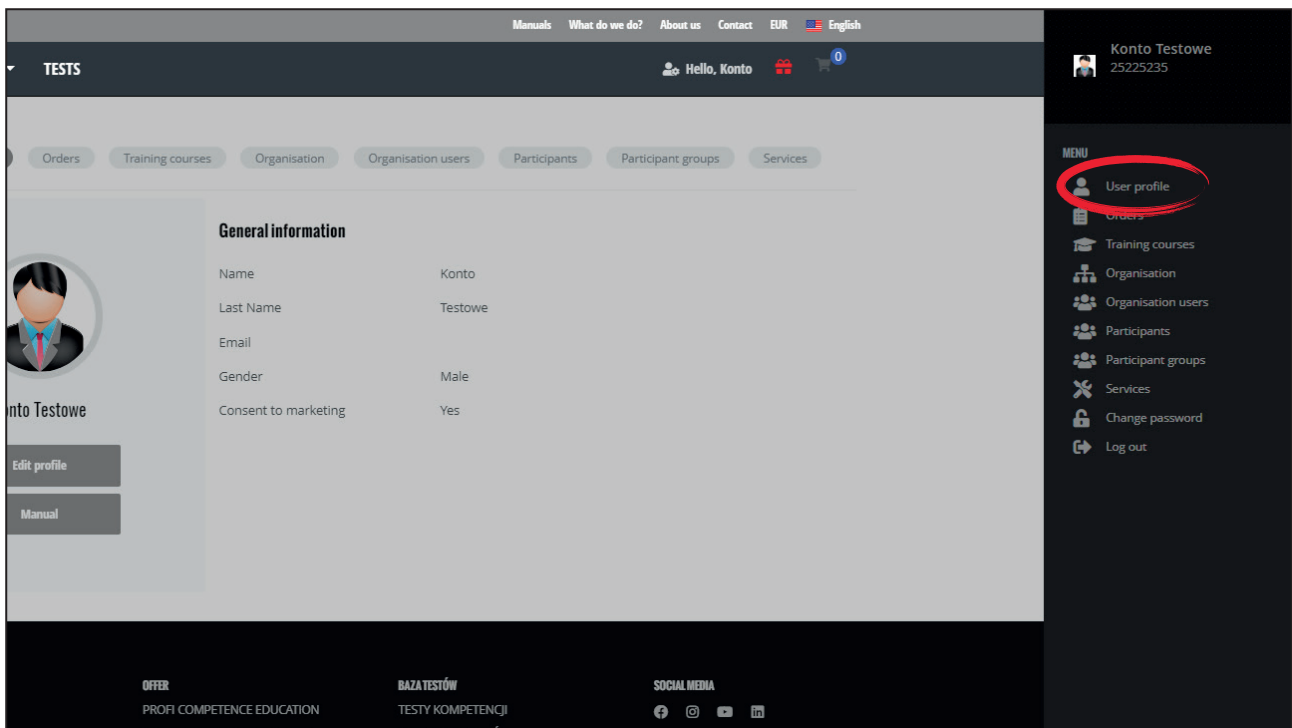 Manuals What do we do? About us Contact EUR English
TESTS Hello, Konto 0
Orders Training courses Organisation Organisation users Participants Participant groups Services
General information
Name Konto
Last Name Testowe
Email
Gender Male
Consent to marketing Yes
onto Testowe
Edit profile
Manual
OFFER
PROFI COMPETENCE EDUCATION
BAZA TESTÓW
TESTY KOMPETENCJI
SOCIAL MEDIA
Konto Testowe
25225235
MENU
User profile
Orders
Training courses
Organisation
Organisation users
Participants
Participant groups
Services
Change password
Log out